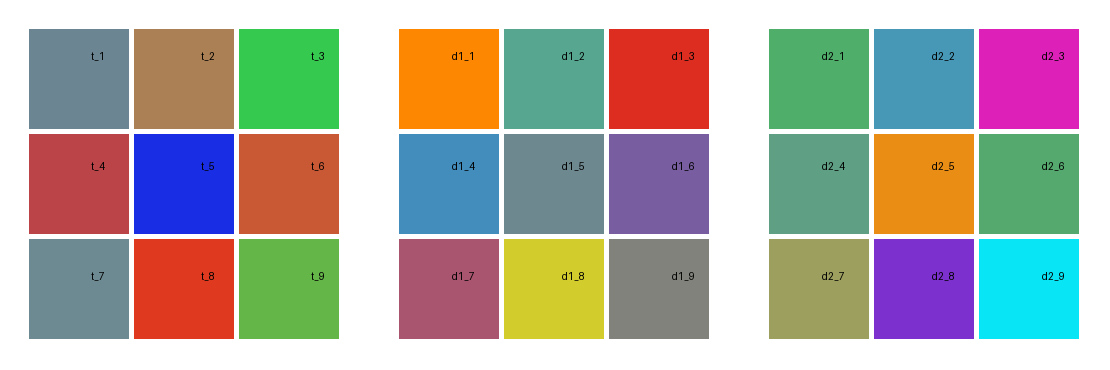 t_1 t_2 t_3 d1_1 d1_2 d1_3 d2_1 d2_2 d2_3
t_4 t_5 t_6 d1_4 d1_5 d1_6 d2_4 d2_5 d2_6
t_7 t_8 t_9 d1_7 d1_8 d1_9 d2_7 d2_8 d2_9